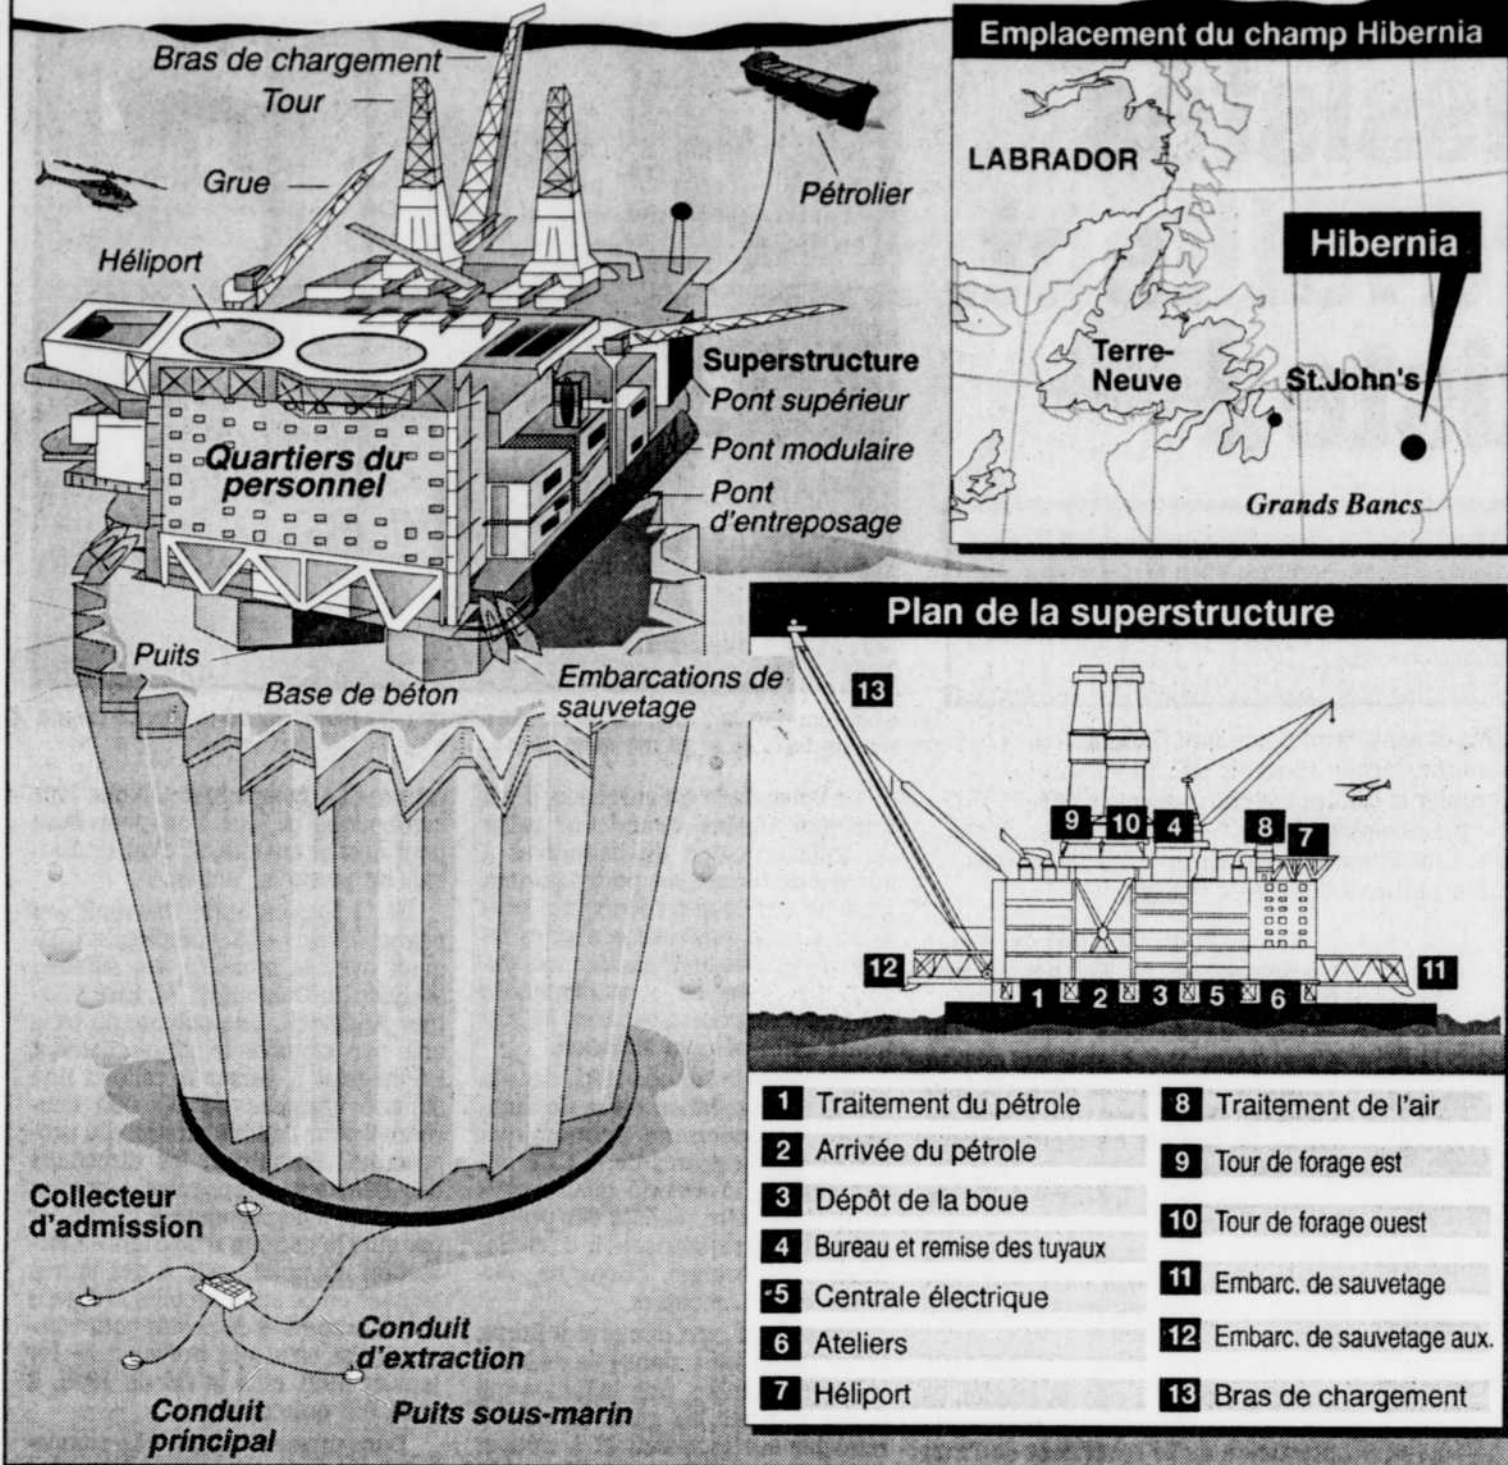 Bras de chargement
Tour
Grue
Héliport
Pétrolier
Superstructure
Pont supérieur
Pont modulaire
Pont
d'entreposage
Quartiers du
personnel
Puits
Base de béton
Embarcations de
sauvetage
Collecteur
d'admission
Conduit
d'extraction
Conduit
principal
Puits sous-marin
Emplacement du champ Hibernia
LABRADOR
Hibernia
Terre-
Neuve
St.John's
Grands Bancs
Plan de la superstructure
13
9 10 4 8 7
12
11
1 2 3 5 6
1 Traitement du pétrole
2 Arrivée du pétrole
3 Dépôt de la boue
4 Bureau et remise des tuyaux
5 Centrale électrique
6 Ateliers
7 Héliport
8 Traitement de l'air
9 Tour de forage est
10 Tour de forage ouest
11 Embarc. de sauvetage
12 Embarc. de sauvetage aux.
13 Bras de chargement